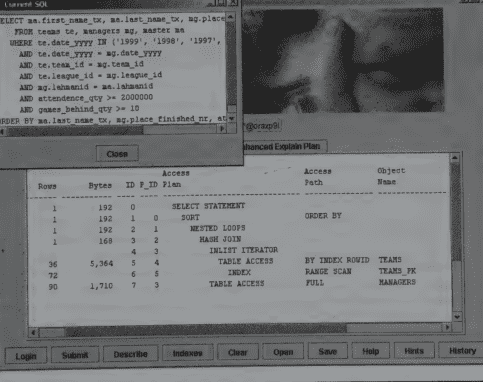 Current SQL
SELECT ma.first_name_tx, ma.last_name_tx, mg.place
FROM teams te, managers mg, master ma
WHERE te.date_yyyy IN ('1999', '1998', '1997',
AND te.date_yyyy = mg.date_yyyy
AND te.team_id = mg.team_id
AND te.league_id = mg.league_id
AND mg.lahmanid = ma.lahmanid
AND attendence_qty >= 2000000
AND games_behind_qty >= 10
ORDER BY ma.last_name_tx, mg.place_finished_nr, at
Close
Enhanced Explain Plan
Rows Bytes ID P_ID Access Plan Access Path Object Name
1 192 0 SELECT STATEMENT
1 192 1 0 SORT ORDER BY
1 192 2 1 NESTED LOOPS
1 168 3 2 HASH JOIN
4 3 INLIST ITERATOR
36 5,364 5 4 TABLE ACCESS BY INDEX ROWID TEAMS
72 6 5 INDEX RANGE SCAN TEAMS_PK
90 1,710 7 3 TABLE ACCESS FULL MANAGERS
Login Submit Describe Indexes Clear Open Save Help Hints History